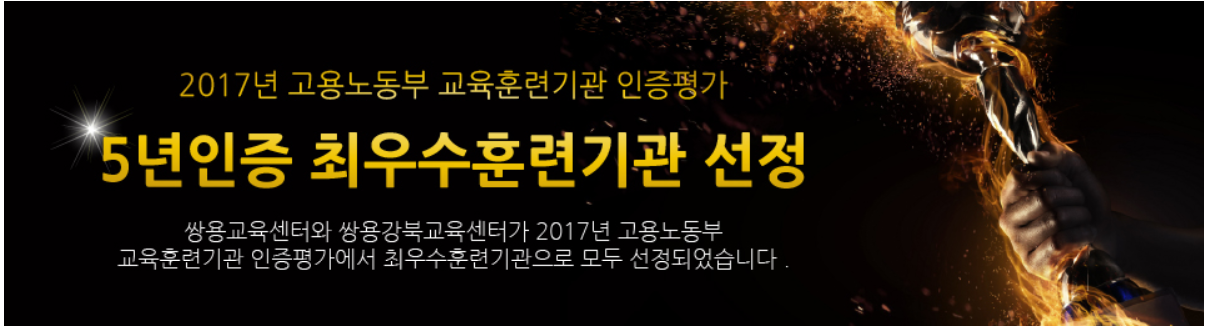 2017년 고용노동부 교육훈련기관 인증평가
5년인증 최우수훈련기관 선정
쌍용교육센터와 쌍용강북교육센터가 2017년 고용노동부
교육훈련기관 인증평가에서 최우수훈련기관으로 모두 선정되었습니다 .